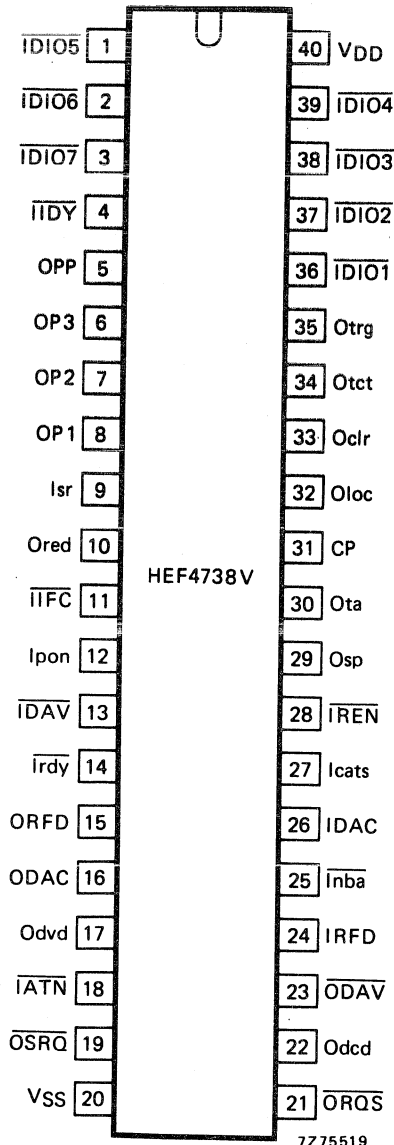 IDIO5 1 40 VDD
IDIO6 2 39 IDIO4
IDIO7 3 38 IDIO3
IIDY 4 37 IDIO2
OPP 5 36 IDIO1
OP3 6 35 Otrg
OP2 7 34 Otct
OP1 8 33 Oclr
Isr 9 32 Oloc
Ored 10 31 CP
HEF4738V
IIFC 11 30 Ota
Ipon 12 29 Osp
IDAV 13 28 IREN
Irdy 14 27 Icats
ORFD 15 26 IDAC
ODAC 16 25 Inba
Odvd 17 24 IRFD
IATN 18 23 ODAV
OSRQ 19 22 Odcd
VSS 20 21 ORQS
7Z75519